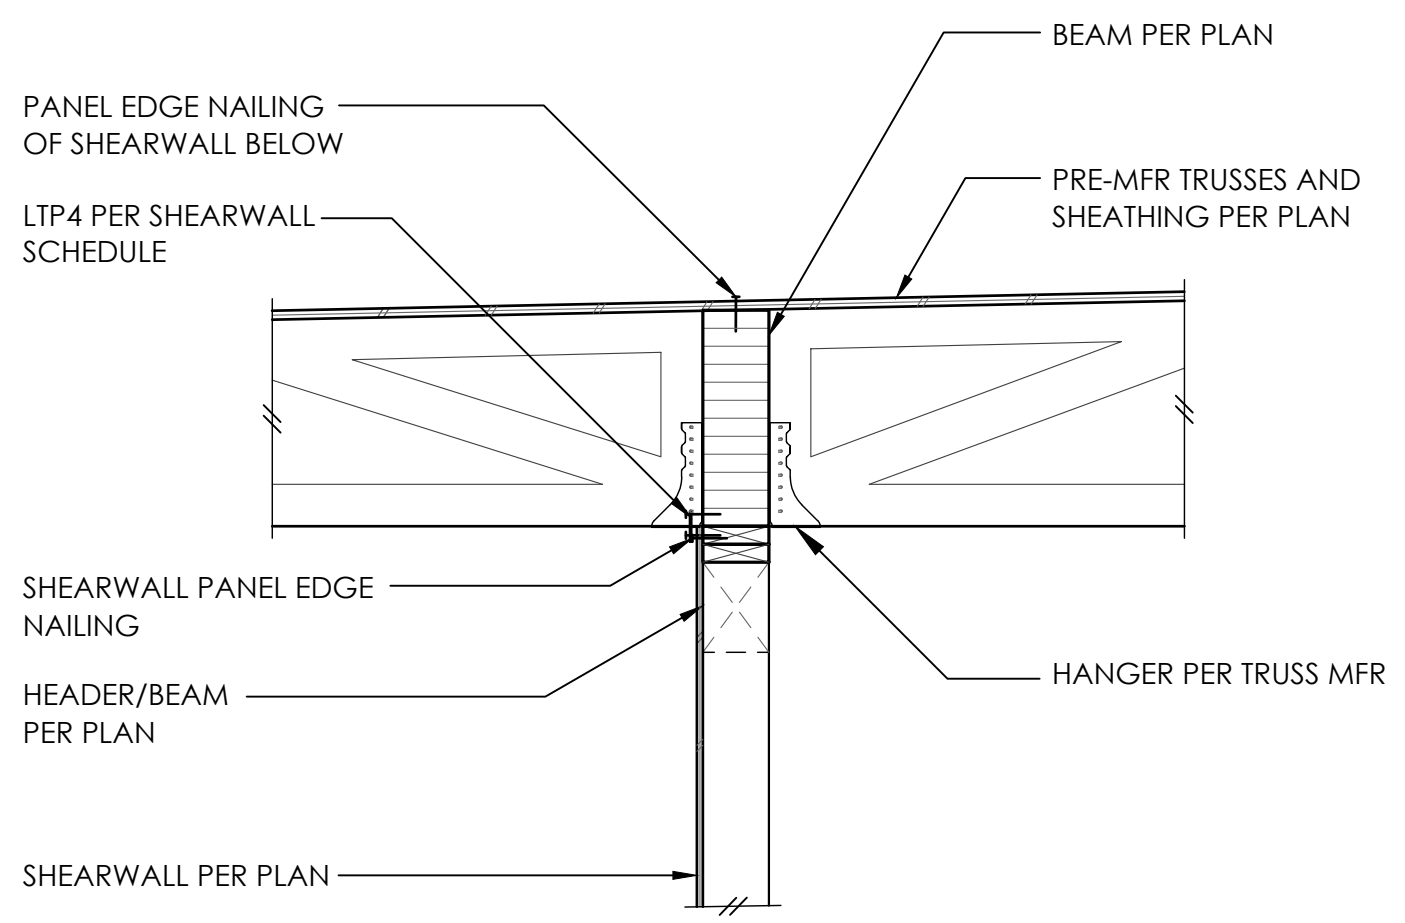 BEAM PER PLAN
PANEL EDGE NAILING
OF SHEARWALL BELOW
PRE-MFR TRUSSES AND
SHEATHING PER PLAN
LTP4 PER SHEARWALL
SCHEDULE
SHEARWALL PANEL EDGE
NAILING
HANGER PER TRUSS MFR
HEADER/BEAM
PER PLAN
SHEARWALL PER PLAN